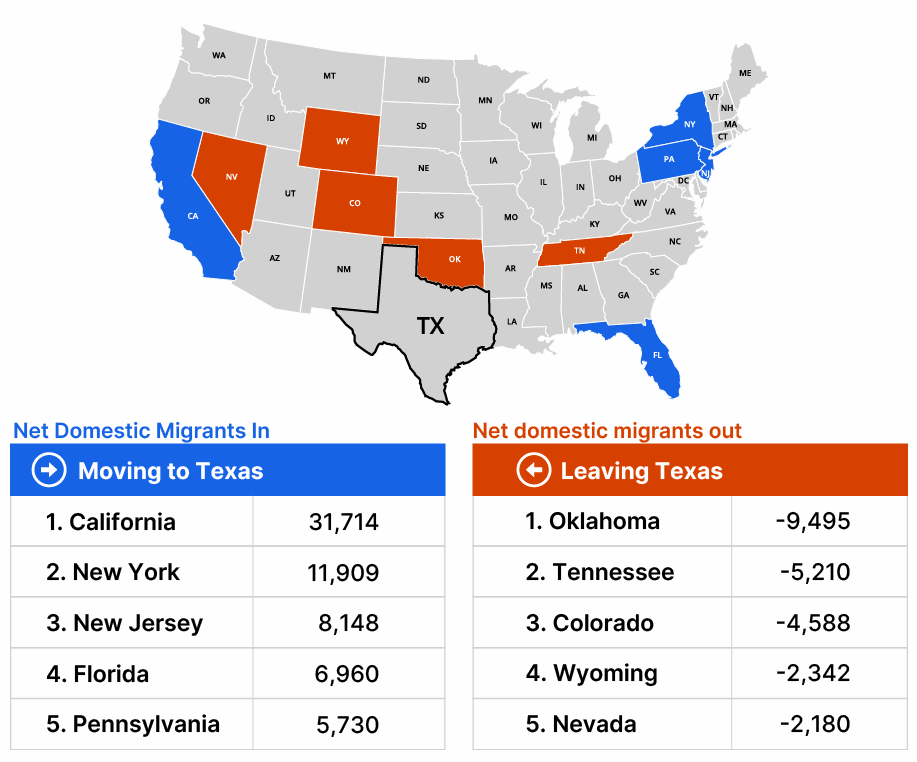 WA
MT
ND
ME
OR
ID
SD
MN
WI
MI
VT
NH
NY
MA
CT
WY
NE
IA
IL
IN
OH
PA
NJ
DC
NV
UT
CO
KS
MO
WV
VA
KY
CA
AZ
NM
OK
AR
TN
NC
SC
MS
AL
GA
TX
LA
FL
Net Domestic Migrants In
Moving to Texas
1. California 31,714
2. New York 11,909
3. New Jersey 8,148
4. Florida 6,960
5. Pennsylvania 5,730
Net domestic migrants out
Leaving Texas
1. Oklahoma -9,495
2. Tennessee -5,210
3. Colorado -4,588
4. Wyoming -2,342
5. Nevada -2,180